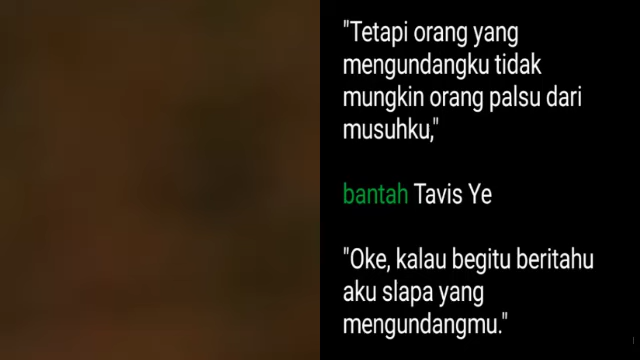 "Tetapi orang yang
mengundangku tidak
mungkin orang palsu dari
musuhku,"
bantah Tavis Ye
"Oke, kalau begitu beritahu
aku slapa yang
mengundangmu."